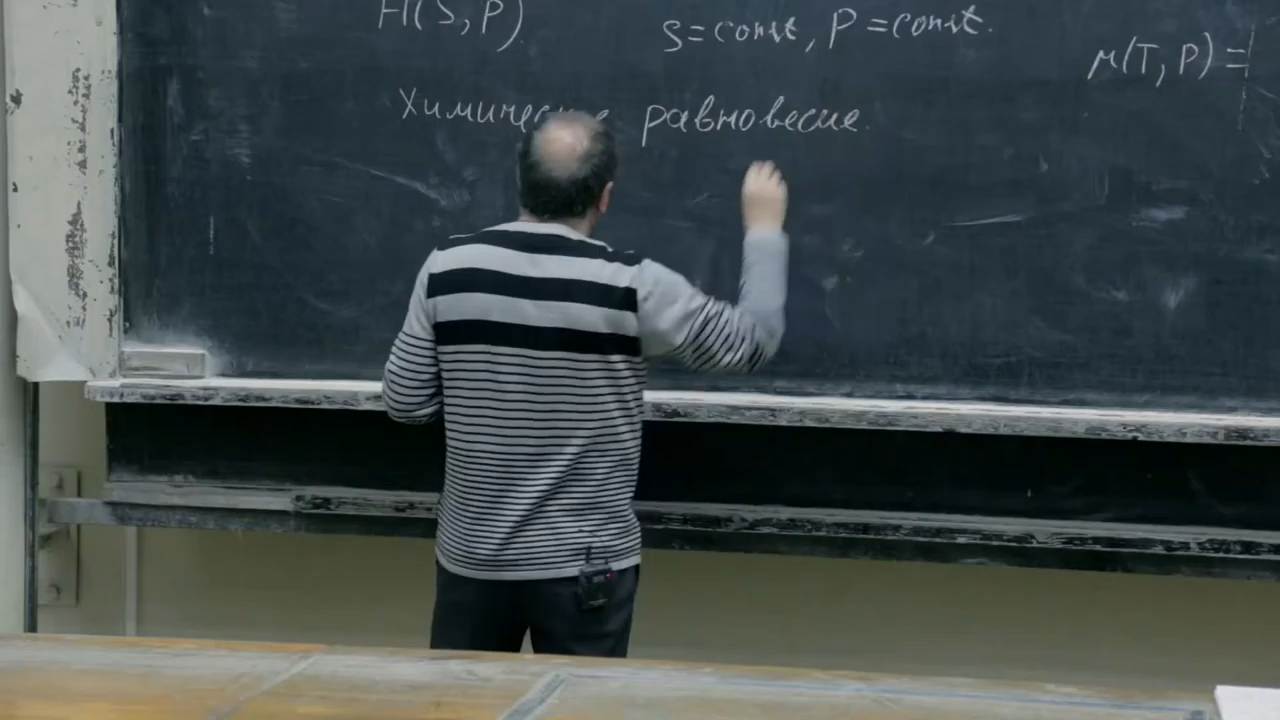 H(S, P)
S=const, P=const.
μ(T, P) =
Химическое равновесие.